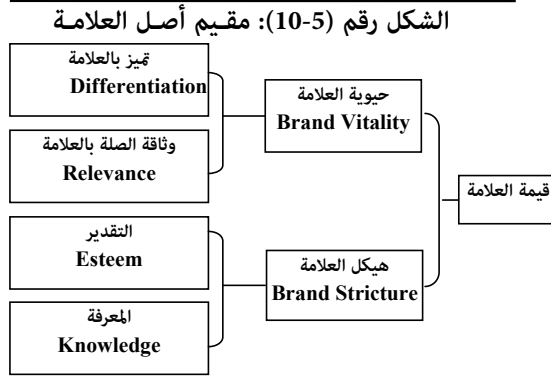 الشكل رقم (5-10): مقيم أصل العلامة
تميز بالعلامة
Differentiation
حيوية العلامة
Brand Vitality
وثاقة الصلة بالعلامة
Relevance
قيمة العلامة
التقدير
Esteem
هيكل العلامة
Brand Stricture
المعرفة
Knowledge